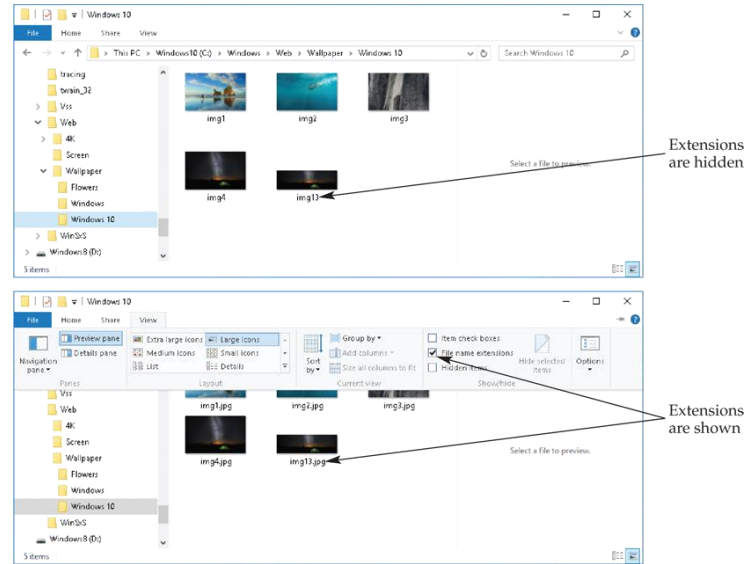 Windows 10
File Home Share View
This PC > Windows10 (C:) > Windows > Web > Wallpaper > Windows 10
Search Windows 10
tracing
twain_32
Vss
Web
4K
Screen
Wallpaper
Flowers
Windows
Windows 10
WinSxS
Windows8 (D:)
img1 img2 img3
img4 img13
Select a file to preview.
5 items
Extensions
are hidden
Windows 10
File Home Share View
Navigation
pane
Preview pane
Details pane
Panes
Extra large icons Large icons
Medium icons Small icons
List Details
Layout
Sort
by
Group by
Add columns
Size all columns to fit
Current view
Item check boxes
File name extensions
Hidden items
Hide selected
items
Show/hide
Options
Vss
Web
4K
Screen
Wallpaper
Flowers
Windows
Windows 10
WinSxS
Windows8 (D:)
img1.jpg img2.jpg img3.jpg
img4.jpg img13.jpg
Select a file to preview.
5 items
Extensions
are shown